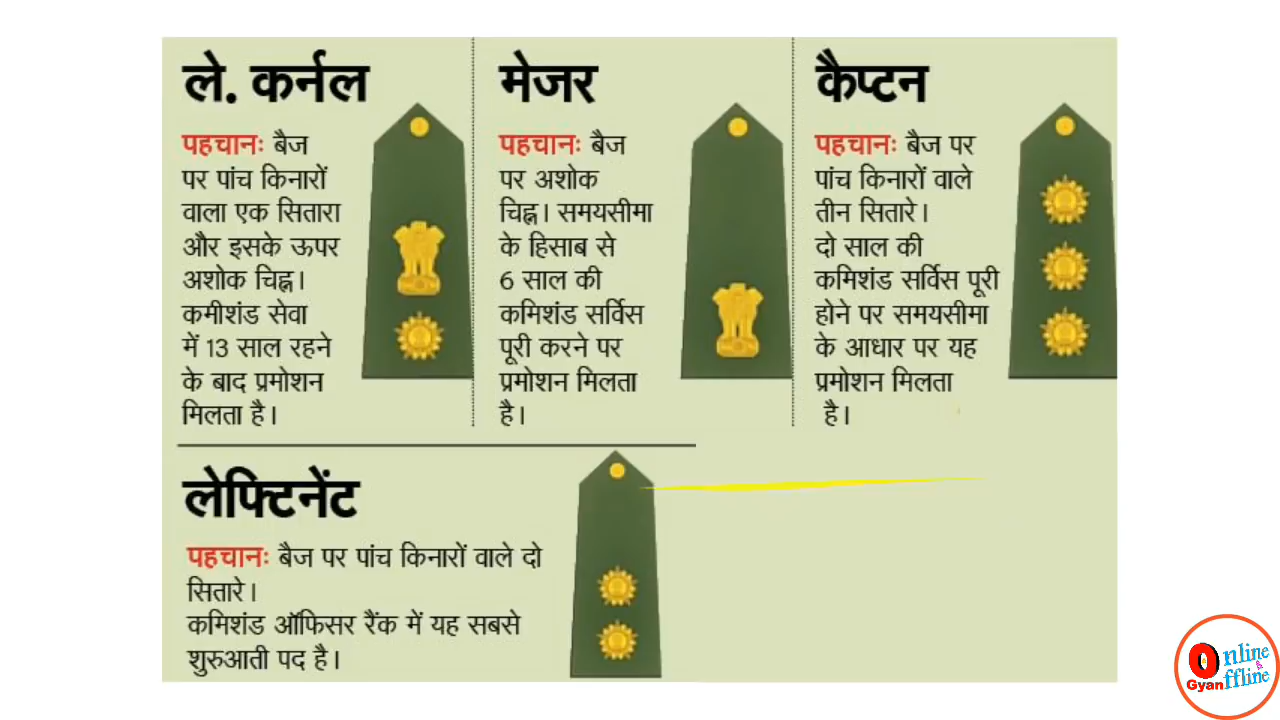 ले. कर्नल
पहचानः बैज
पर पांच किनारों
वाला एक सितारा
और इसके ऊपर
अशोक चिह्न।
कमीशंड सेवा
में 13 साल रहने
के बाद प्रमोशन
मिलता है।
मेजर
पहचानः बैज
पर अशोक
चिह्न। समयसीमा
के हिसाब से
6 साल की
कमिशंड सर्विस
पूरी करने पर
प्रमोशन मिलता
है।
कैप्टन
पहचानः बैज पर
पांच किनारों वाले
तीन सितारे।
दो साल की
कमिशंड सर्विस पूरी
होने पर समयसीमा
के आधार पर यह
प्रमोशन मिलता
है।
लेफ्टिनेंट
पहचानः बैज पर पांच किनारों वाले दो
सितारे।
कमिशंड ऑफिसर रैंक में यह सबसे
शुरुआती पद है।
Online
&
Gyan ffline